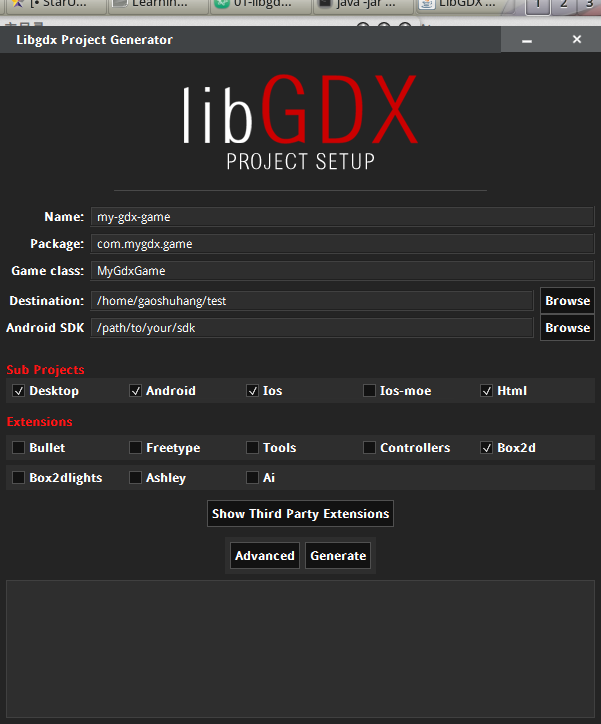 [• StarU...
Learnin...
01-libgd...
java -jar ...
LibGDX ...
1
2
3
Libgdx Project Generator
libGDX
PROJECT SETUP
Name: my-gdx-game
Package: com.mygdx.game
Game class: MyGdxGame
Destination: /home/gaoshuhang/test Browse
Android SDK /path/to/your/sdk Browse
Sub Projects
Desktop Android Ios Ios-moe Html
Extensions
Bullet Freetype Tools Controllers Box2d
Box2dlights Ashley Ai
Show Third Party Extensions
Advanced Generate